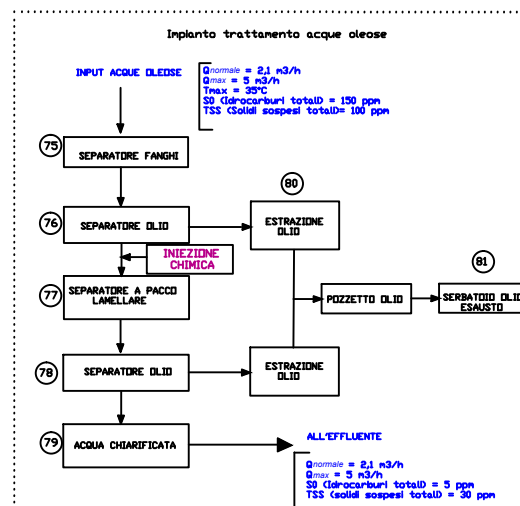 Impianto trattamento acque oleose
INPUT ACQUE OLEOSE
Qnormale = 2,1 m3/h
Qmax = 5 m3/h
Tmax = 35°C
SO (Idrocarburi totali) = 150 ppm
TSS (Solidi sospesi totali)= 100 ppm
75
SEPARATORE FANGHI
80
76
SEPARATORE OLIO
ESTRAZIONE
OLIO
INIEZIONE
CHIMICA
81
77
SEPARATORE A PACCO
LAMELLARE
POZZETTO OLIO
SERBATOIO OLIO
ESAUSTO
78
SEPARATORE OLIO
ESTRAZIONE
OLIO
79
ACQUA CHIARIFICATA
ALL'EFFLUENTE
Qnormale = 2,1 m3/h
Qmax = 5 m3/h
SO (Idrocarburi totali) = 5 ppm
TSS (solidi sospesi totali) = 30 ppm